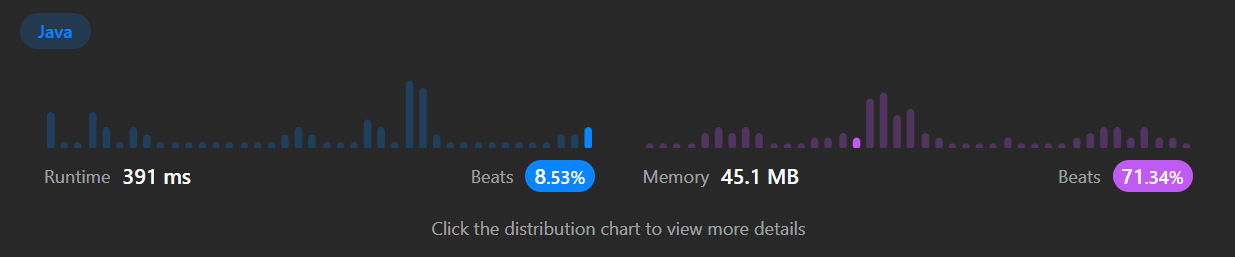 Java
Runtime 391 ms Beats 8.53% Memory 45.1 MB Beats 71.34%
Click the distribution chart to view more details